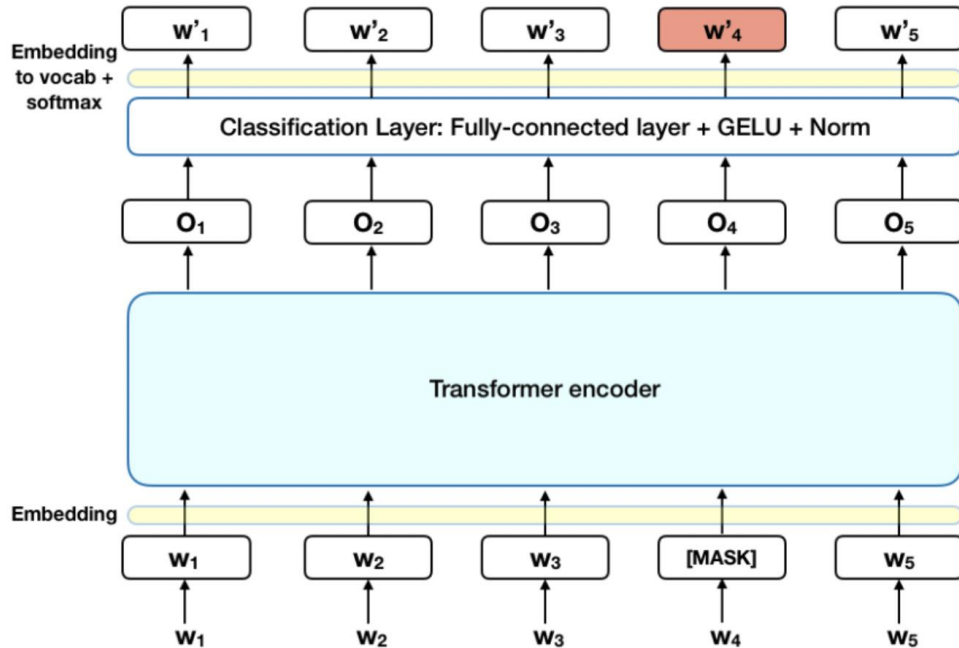 w'₁ w'₂ w'₃ w'₄ w'₅
Embedding
to vocab +
softmax
Classification Layer: Fully-connected layer + GELU + Norm
O₁ O₂ O₃ O₄ O₅
Transformer encoder
Embedding
w₁ w₂ w₃ [MASK] w₅
w₁ w₂ w₃ w₄ w₅